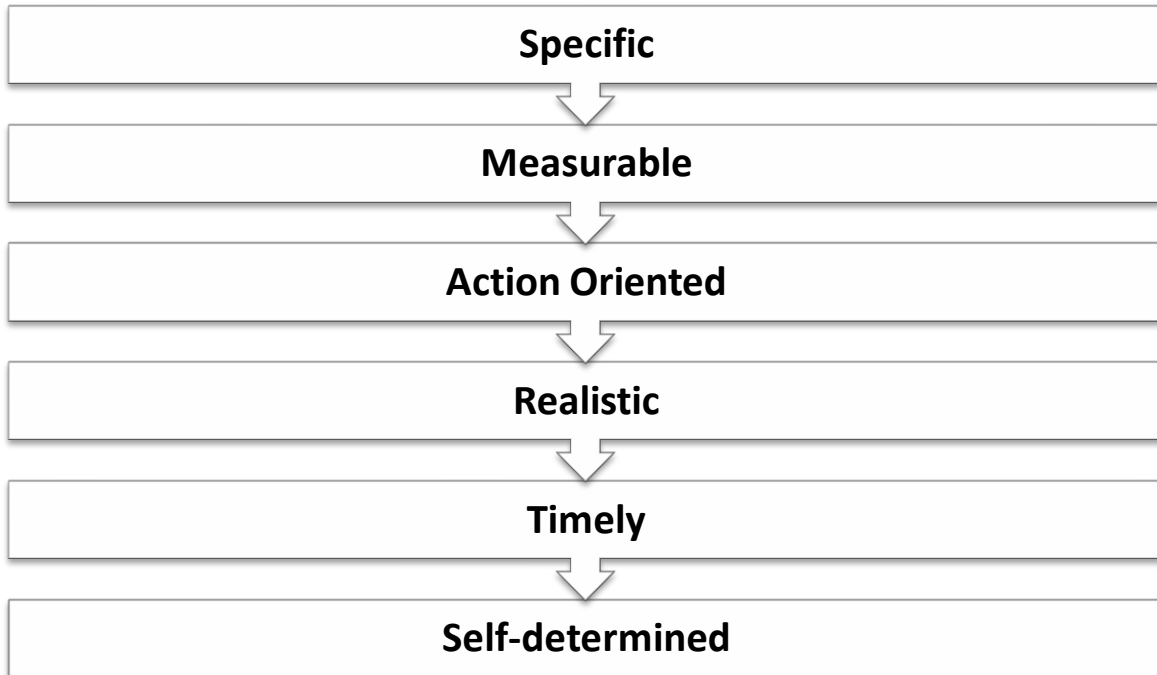 Specific
Measurable
Action Oriented
Realistic
Timely
Self-determined